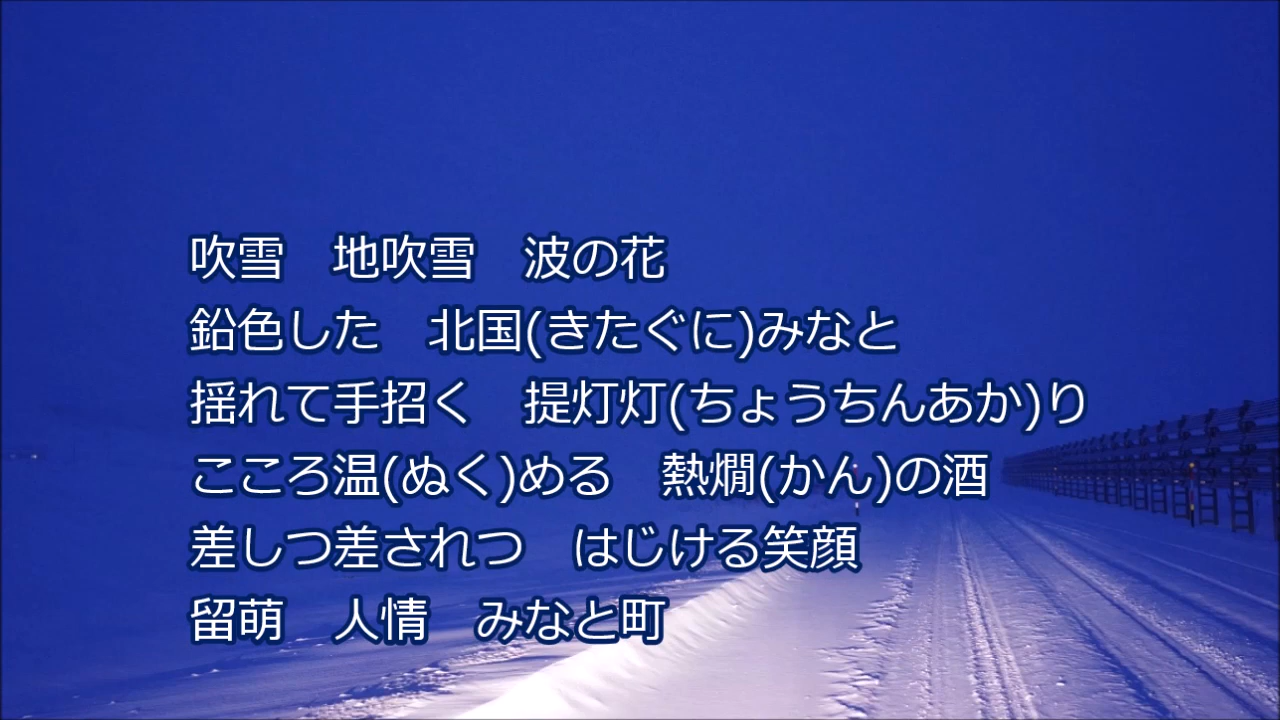 吹雪　地吹雪　波の花
鉛色した　北国(きたぐに)みなと
揺れて手招く　提灯灯(ちょうちんあか)り
こころ温(ぬく)める　熱燗(かん)の酒
差しつ差されつ　はじける笑顔
留萌　人情　みなと町